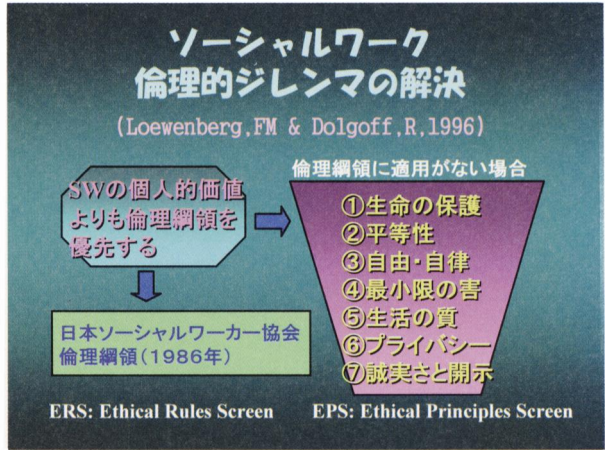 ソーシャルワーク
倫理的ジレンマの解決
(Loewenberg,FM & Dolgoff,R,1996)
SWの個人的価値
よりも倫理綱領を
優先する
日本ソーシャルワーカー協会
倫理綱領(1986年)
ERS: Ethical Rules Screen
倫理綱領に適用がない場合
①生命の保護
②平等性
③自由・自律
④最小限の害
⑤生活の質
⑥プライバシー
⑦誠実さと開示
EPS: Ethical Principles Screen